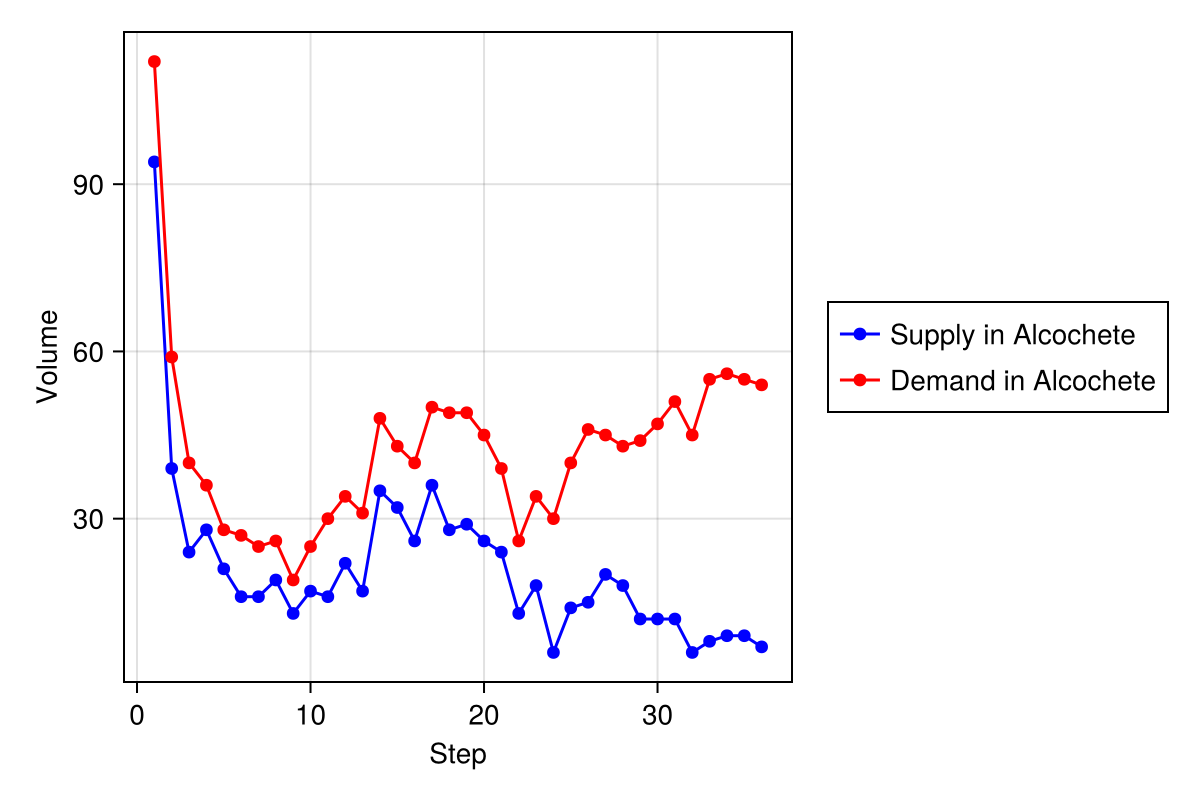 90
60
30
Volume
0 10 20 30
Step
Supply in Alcochete
Demand in Alcochete